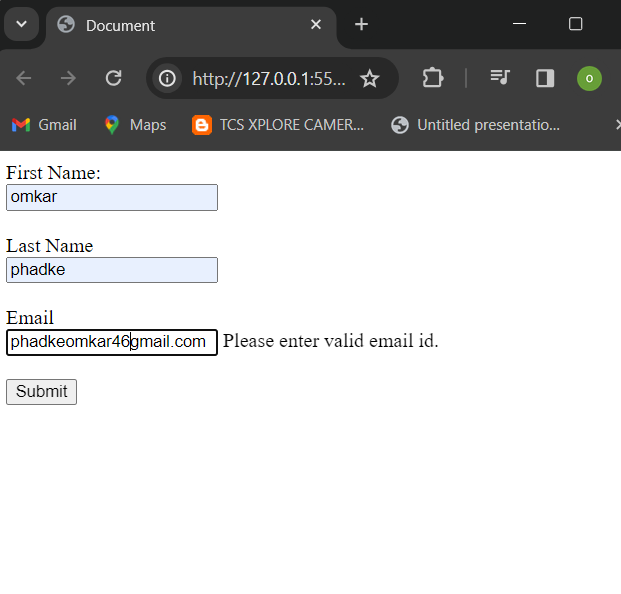 Document
http://127.0.0.1:55...
o
Gmail
Maps
TCS XPLORE CAMER...
Untitled presentatio...
First Name:
omkar
Last Name
phadke
Email
phadkeomkar46gmail.com Please enter valid email id.
Submit